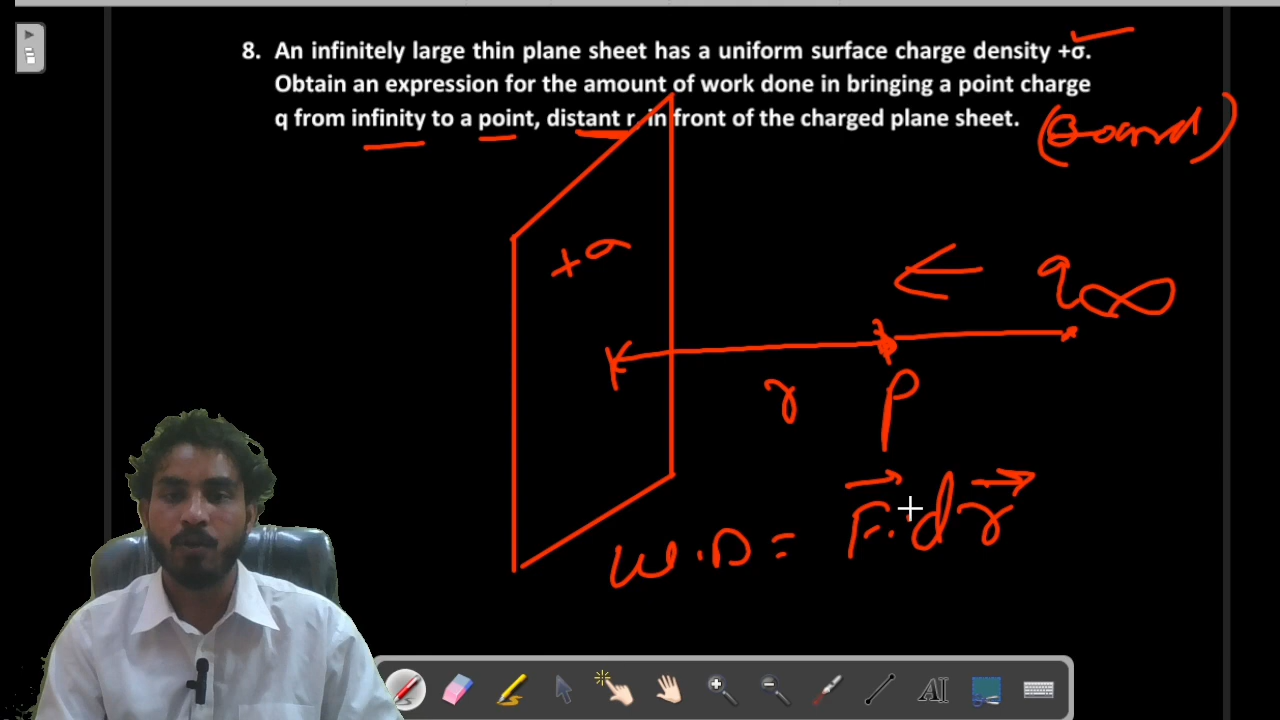 8. An infinitely large thin plane sheet has a uniform surface charge density +σ.
Obtain an expression for the amount of work done in bringing a point charge
q from infinity to a point, distant r, in front of the charged plane sheet.
(Board)
+σ
q∞
r
P
W.D = F.dr
AI